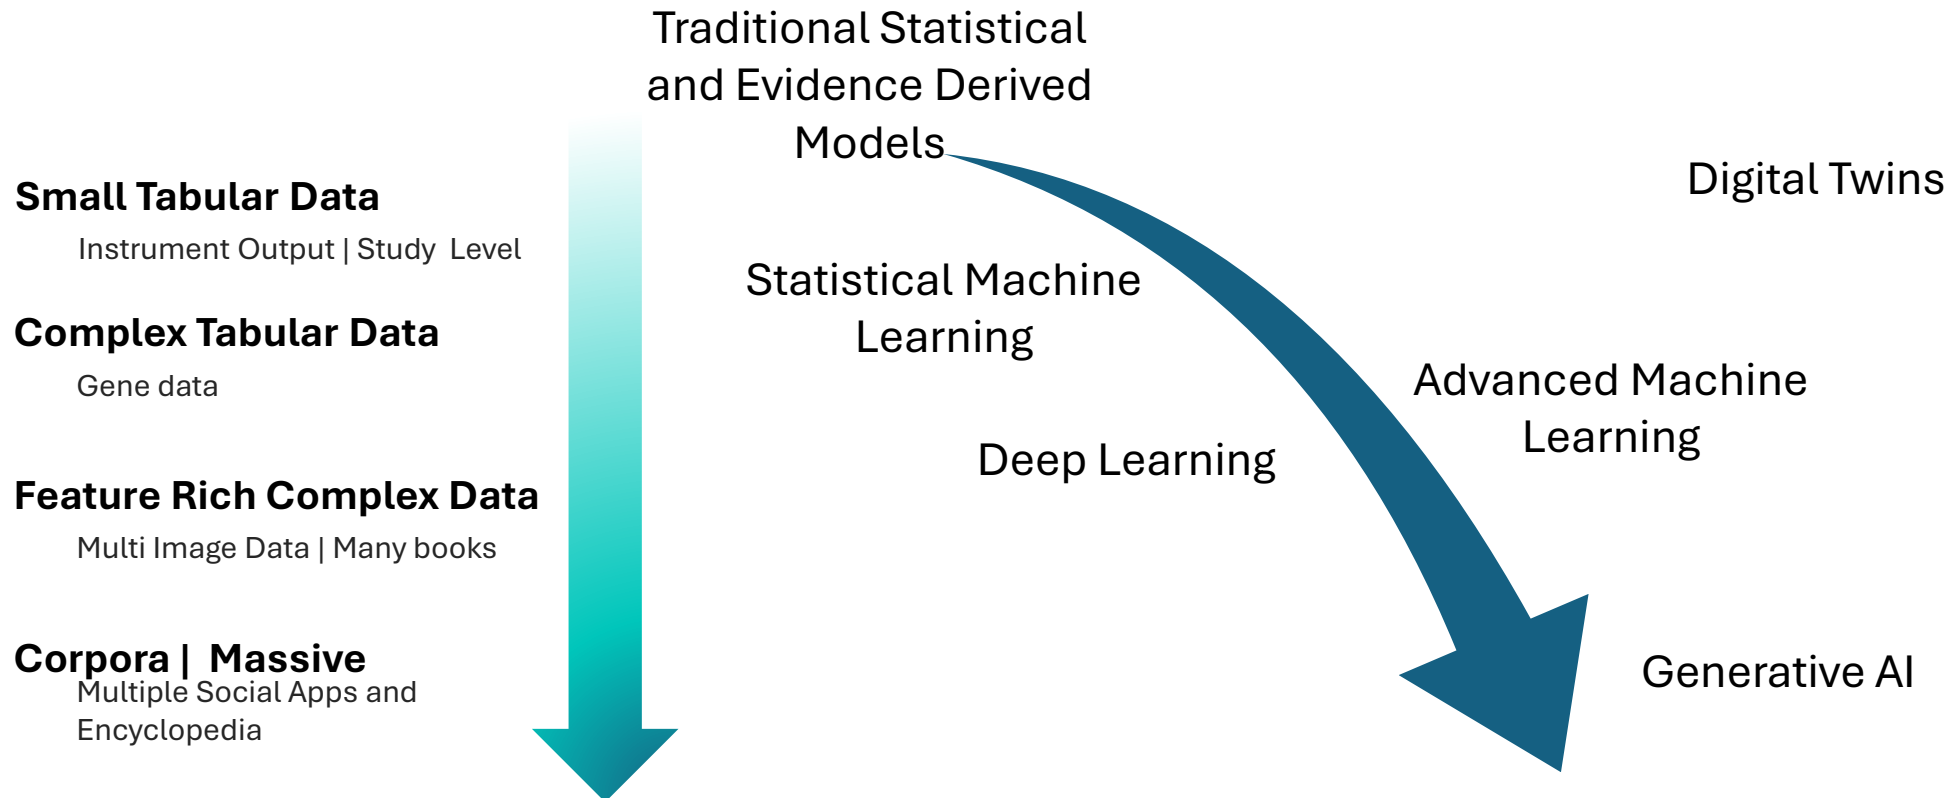 Traditional Statistical
and Evidence Derived
Models
Digital Twins
Small Tabular Data
Instrument Output | Study  Level
Statistical Machine
Learning
Complex Tabular Data
Gene data
Advanced Machine
Learning
Deep Learning
Feature Rich Complex Data
Multi Image Data | Many books
Corpora |  Massive
Multiple Social Apps and
Encyclopedia
Generative AI